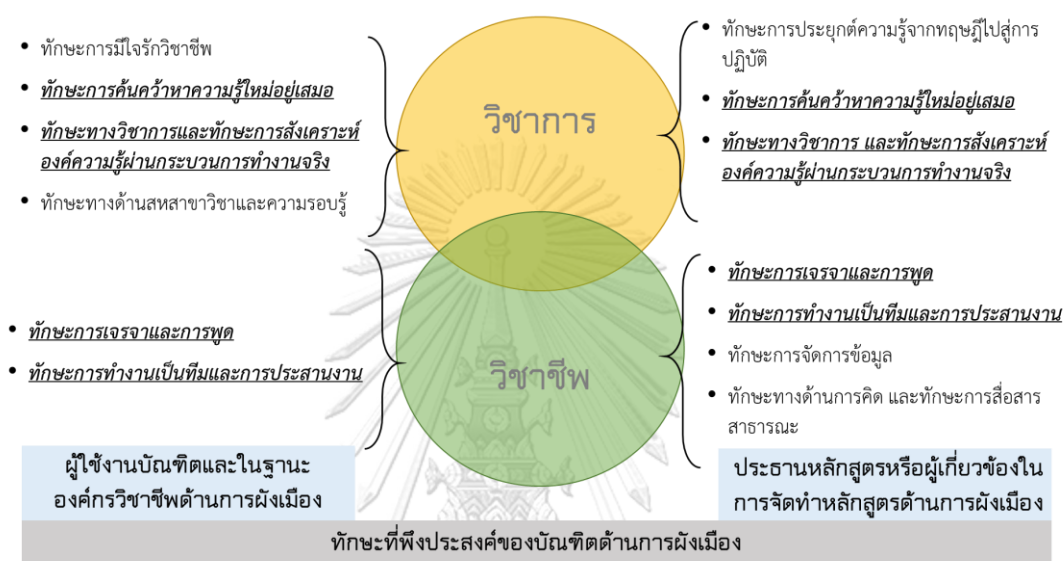 • ทักษะการมีใจรักวิชาชีพ
• ทักษะการค้นคว้าหาความรู้ใหม่อยู่เสมอ
• ทักษะทางวิชาการและทักษะการสังเคราะห์
องค์ความรู้ผ่านกระบวนการทำงานจริง
• ทักษะทางด้านสหสาขาวิชาและความรอบรู้
• ทักษะการเจรจาและการพูด
• ทักษะการทำงานเป็นทีมและการประสานงาน
ผู้ใช้งานบัณฑิตและในฐานะ
องค์กรวิชาชีพด้านการผังเมือง
วิชาการ
วิชาชีพ
• ทักษะการประยุกต์ความรู้จากทฤษฎีไปสู่การ
ปฏิบัติ
• ทักษะการค้นคว้าหาความรู้ใหม่อยู่เสมอ
• ทักษะทางวิชาการ และทักษะการสังเคราะห์
องค์ความรู้ผ่านกระบวนการทำงานจริง
• ทักษะการเจรจาและการพูด
• ทักษะการทำงานเป็นทีมและการประสานงาน
• ทักษะการจัดการข้อมูล
• ทักษะทางด้านการคิด และทักษะการสื่อสาร
สาธารณะ
ประธานหลักสูตรหรือผู้เกี่ยวข้องใน
การจัดทำหลักสูตรด้านการผังเมือง
ทักษะที่พึงประสงค์ของบัณฑิตด้านการผังเมือง